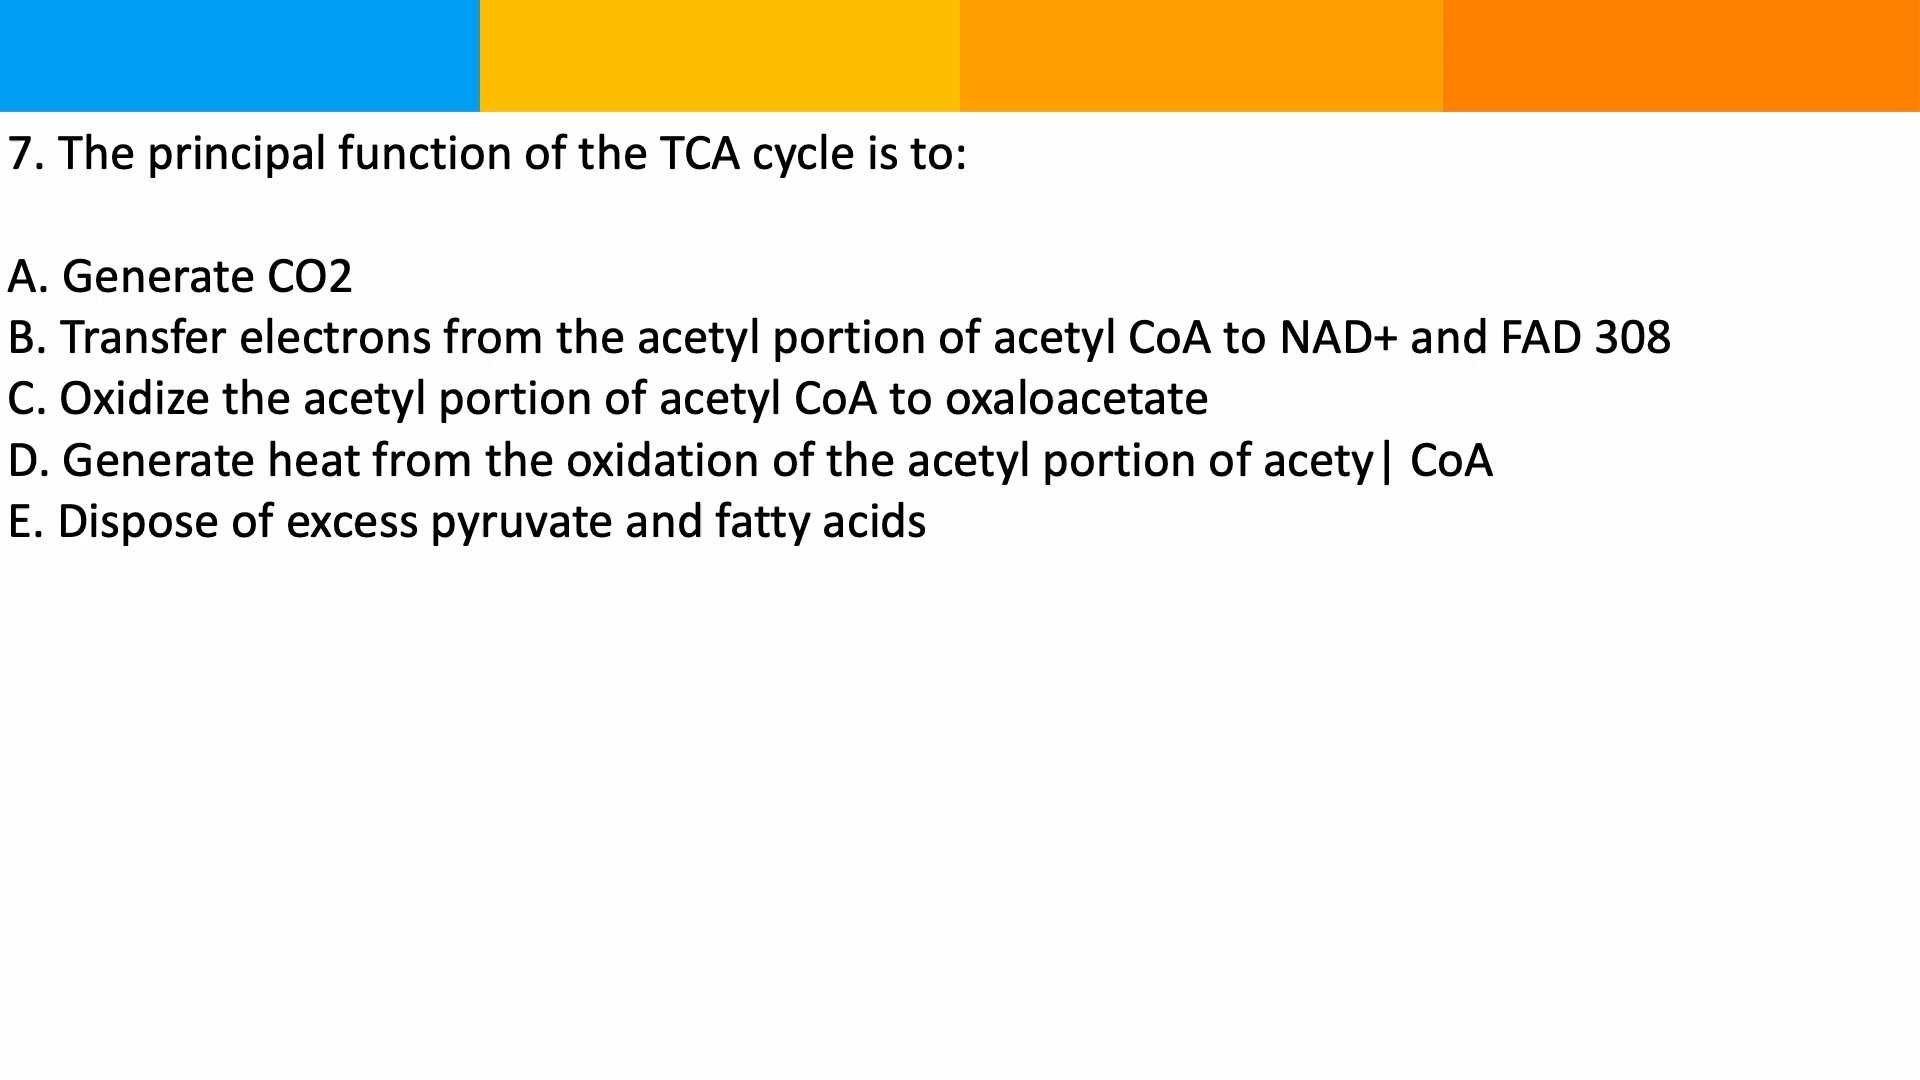 7. The principal function of the TCA cycle is to:
A. Generate CO2
B. Transfer electrons from the acetyl portion of acetyl CoA to NAD+ and FAD 308
C. Oxidize the acetyl portion of acetyl CoA to oxaloacetate
D. Generate heat from the oxidation of the acetyl portion of acety| CoA
E. Dispose of excess pyruvate and fatty acids